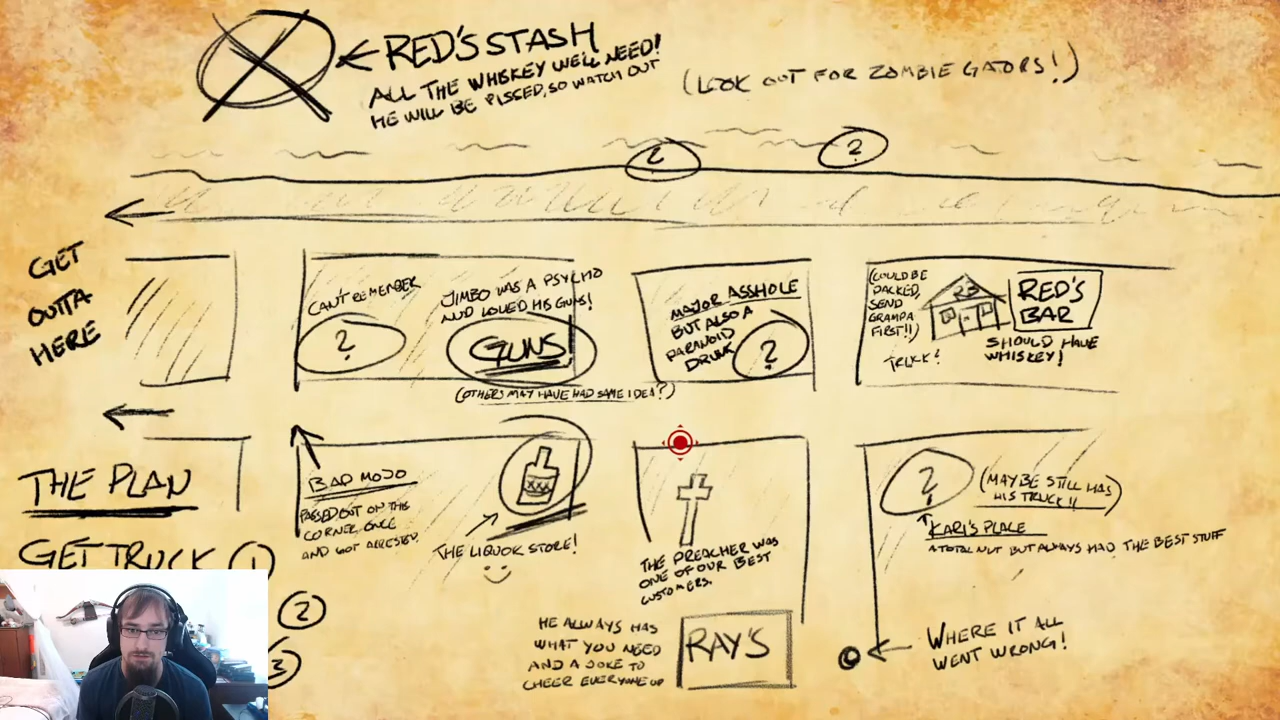 RED'S STASH
ALL THE WHISKEY WE'LL NEED!
HE WILL BE PISSED, SO WATCH OUT
(LOOK OUT FOR ZOMBIE GATORS!)
?
?
GET
OUTTA
HERE
CAN'T REMEMBER
?
JIMBO WAS A PSYCHO
AND LOVED HIS GUNS!
GUNS
(OTHERS MAY HAVE HAD SAME IDEA?)
MAJOR ASSHOLE
BUT ALSO A
PARANOID
DRUNK
?
(COULD BE
PACKED,
SEND
GRAMPA
FIRST!!)
RED'S
BAR
SHOULD HAVE
WHISKEY!
THE PLAN
GET TRUCK 1
2
3
BAD MOJO
PASSED OUT ON THIS
CORNER ONCE
AND GOT ARRESTED.
XXX
THE LIQUOR STORE!
THE PREACHER WAS
ONE OF OUR BEST
CUSTOMERS.
?
(MAYBE STILL HAS
HIS TRUCK!!)
KARL'S PLACE
A TOTAL NUT BUT ALWAYS HAD THE BEST STUFF
HE ALWAYS HAS
WHAT YOU NEED
AND A JOKE TO
CHEER EVERYONE UP
RAY'S
WHERE IT ALL
WENT WRONG!